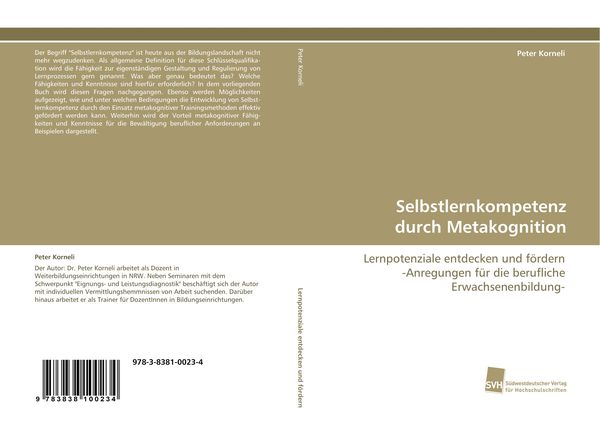 Der Begriff "Selbstlernkompetenz" ist heute aus der Bildungslandschaft nicht
mehr wegzudenken. Als allgemeine Definition für diese Schlüsselqualifika-
tion wird die Fähigkeit zur eigenständigen Gestaltung und Regulierung von
Lernprozessen gern genannt. Was aber genau bedeutet das? Welche
Fähigkeiten und Kenntnisse sind hierfür erforderlich? In dem vorliegenden
Buch wird diesen Fragen nachgegangen. Ebenso werden Möglichkeiten
aufgezeigt, wie und unter welchen Bedingungen die Entwicklung von Selbst-
lernkompetenz durch den Einsatz metakognitiver Trainingsmethoden effektiv
gefördert werden kann. Weiterhin wird der Vorteil metakognitiver Fähig-
keiten und Kenntnisse für die Bewältigung beruflicher Anforderungen an
Beispielen dargestellt.
Peter Korneli
Der Autor: Dr. Peter Korneli arbeitet als Dozent in
Weiterbildungseinrichtungen in NRW. Neben Seminaren mit dem
Schwerpunkt "Eignungs- und Leistungsdiagnostik" beschäftigt sich der Autor
mit individuellen Vermittlungshemmnissen von Arbeit suchenden. Darüber
hinaus arbeitet er als Trainer für DozentInnen in Bildungseinrichtungen.
978-3-8381-0023-4
9 783838 100234
Peter Korneli
Lernpotenziale entdecken und fördern
Peter Korneli
Selbstlernkompetenz
durch Metakognition
Lernpotenziale entdecken und fördern
-Anregungen für die berufliche
Erwachsenenbildung-
SVH
Südwestdeutscher Verlag
für Hochschulschriften